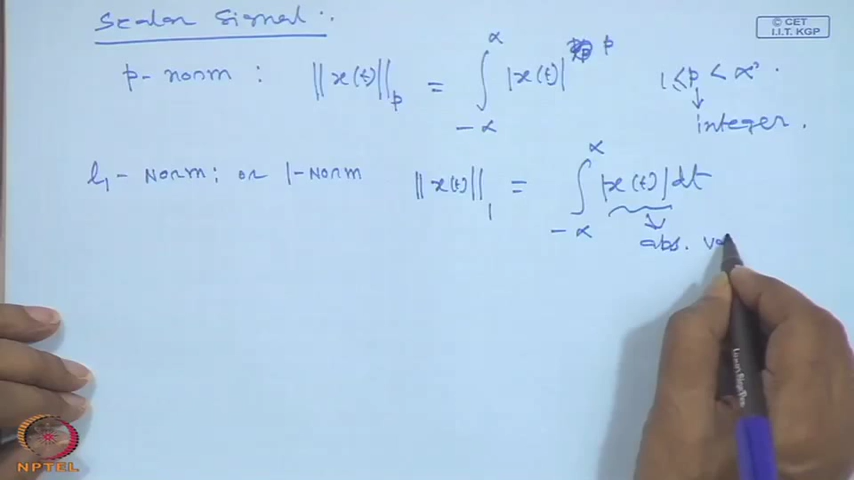 Scalar Signal :.
© CET
I.I.T. KGP
p-norm : ||x(t)||p = ∫_{-∝}^{∝} |x(t)|^p 1 ≤ p < ∝.
integer.
l1 - Norm: or 1-Norm ||x(t)||1 = ∫_{-∝}^{∝} |x(t)| dt
abs. va
NPTEL